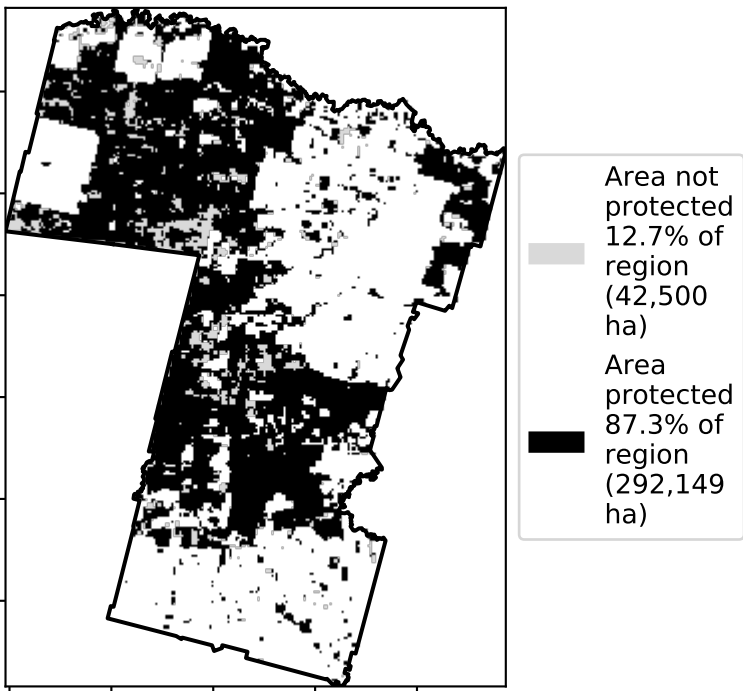 Area not
protected
12.7% of
region
(42,500
ha)
Area
protected
87.3% of
region
(292,149
ha)